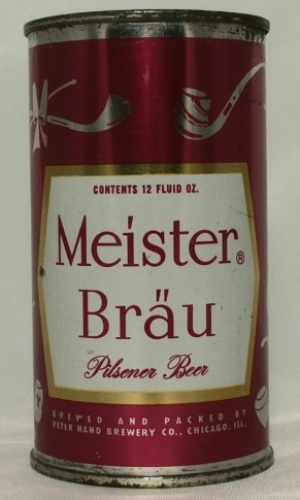 CONTENTS 12 FLUID OZ.
Meister®
Bräu
Pilsener Beer
BREWED AND PACKED BY
PETER HAND BREWERY CO., CHICAGO, ILL.